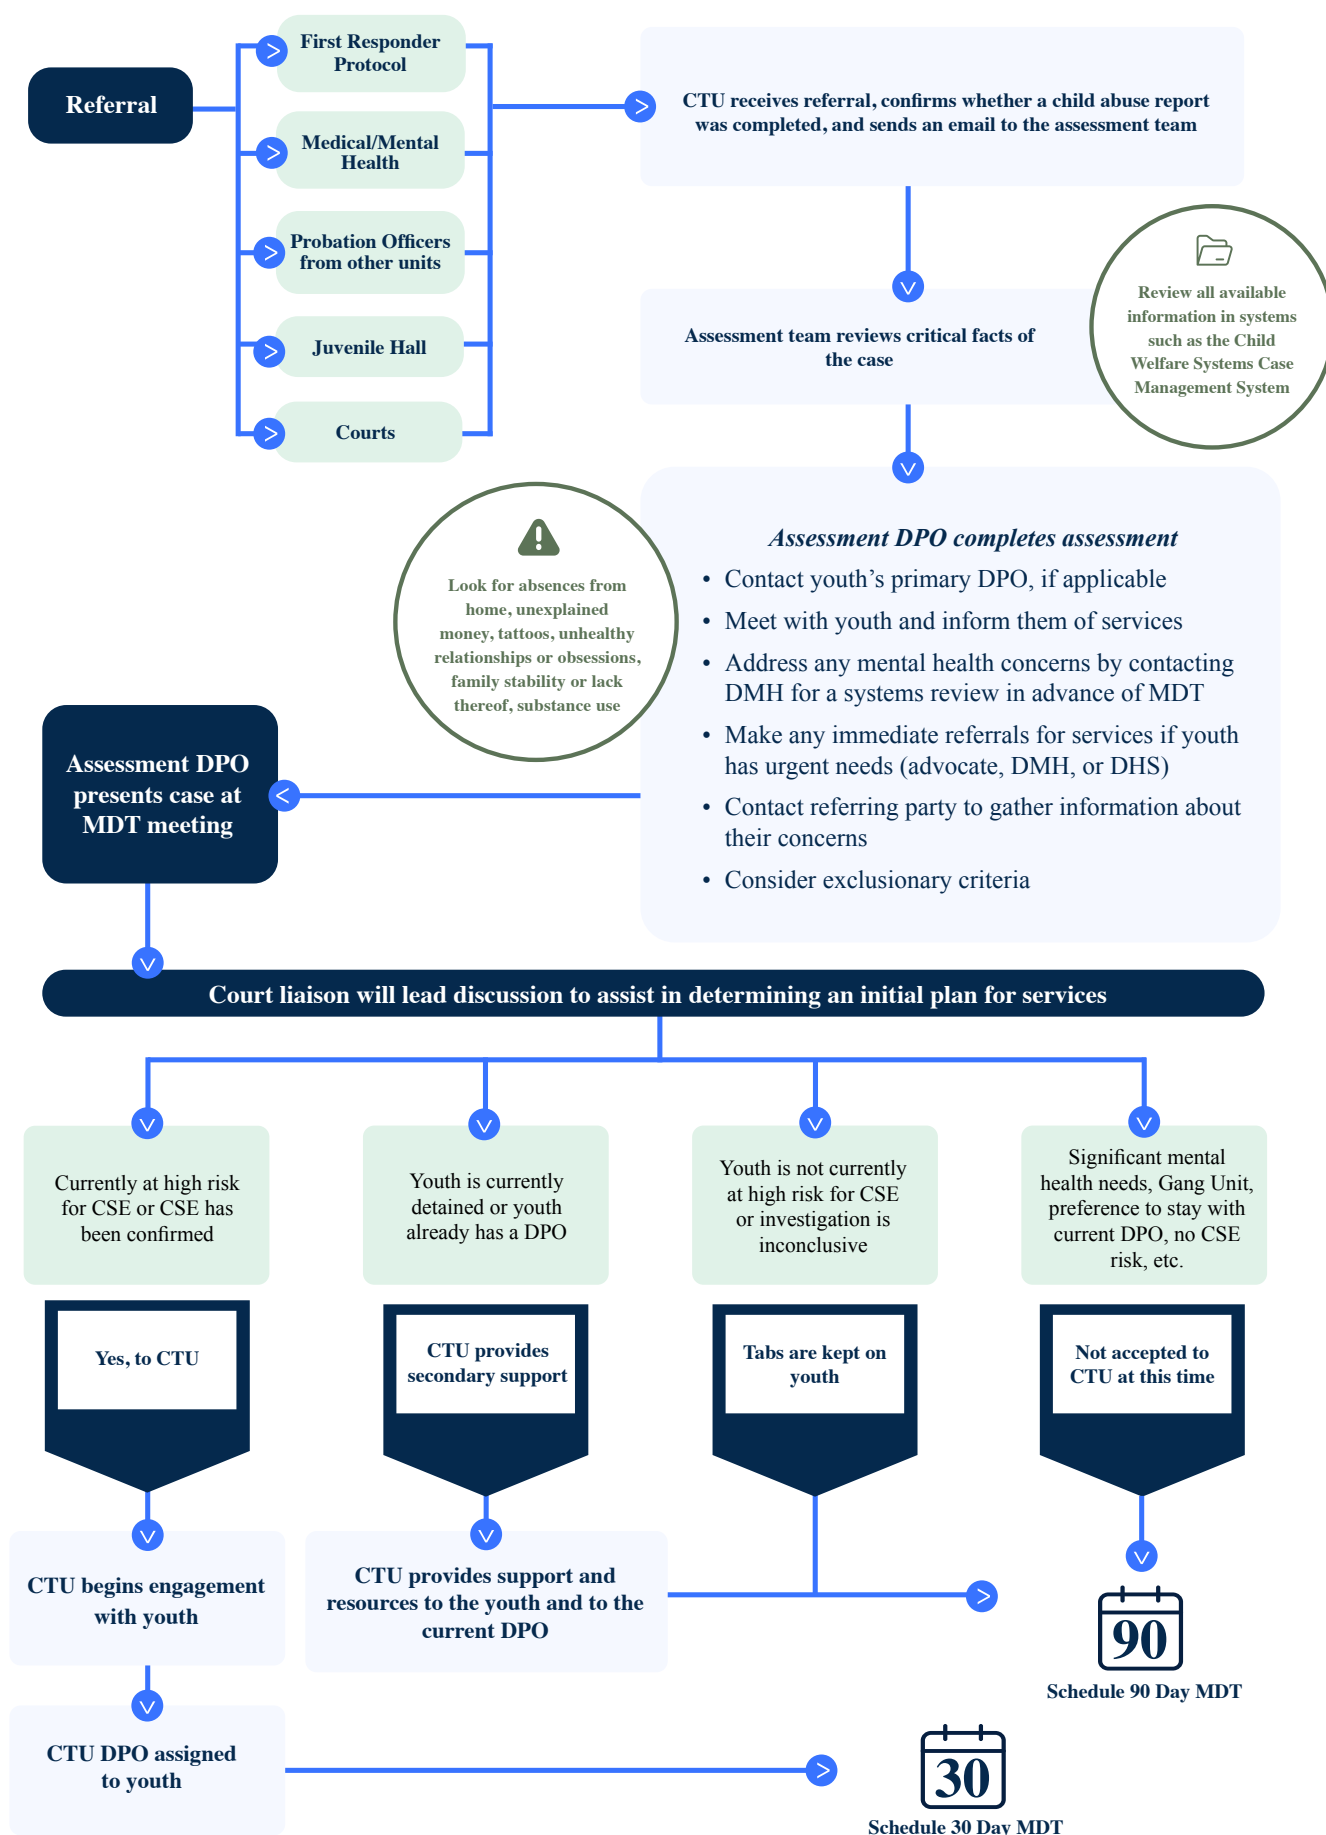 Referral
First Responder
Protocol
Medical/Mental
Health
Probation Officers
from other units
Juvenile Hall
Courts
CTU receives referral, confirms whether a child abuse report
was completed, and sends an email to the assessment team
Assessment team reviews critical facts of
the case
Review all available
information in systems
such as the Child
Welfare Systems Case
Management System
Look for absences from
home, unexplained
money, tattoos, unhealthy
relationships or obsessions,
family stability or lack
thereof, substance use
Assessment DPO completes assessment
• Contact youth’s primary DPO, if applicable
• Meet with youth and inform them of services
• Address any mental health concerns by contacting
DMH for a systems review in advance of MDT
• Make any immediate referrals for services if youth
has urgent needs (advocate, DMH, or DHS)
• Contact referring party to gather information about
their concerns
• Consider exclusionary criteria
Assessment DPO
presents case at
MDT meeting
Court liaison will lead discussion to assist in determining an initial plan for services
Currently at high risk
for CSE or CSE has
been confirmed
Youth is currently
detained or youth
already has a DPO
Youth is not currently
at high risk for CSE
or investigation is
inconclusive
Significant mental
health needs, Gang Unit,
preference to stay with
current DPO, no CSE
risk, etc.
Yes, to CTU
CTU provides
secondary support
Tabs are kept on
youth
Not accepted to
CTU at this time
CTU begins engagement
with youth
CTU provides support and
resources to the youth and to the
current DPO
90
Schedule 90 Day MDT
CTU DPO assigned
to youth
30
Schedule 30 Day MDT